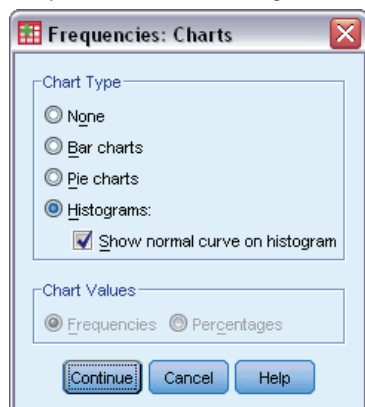 Frequencies: Charts
Chart Type
None
Bar charts
Pie charts
Histograms:
Show normal curve on histogram
Chart Values
Frequencies Percentages
Continue Cancel Help